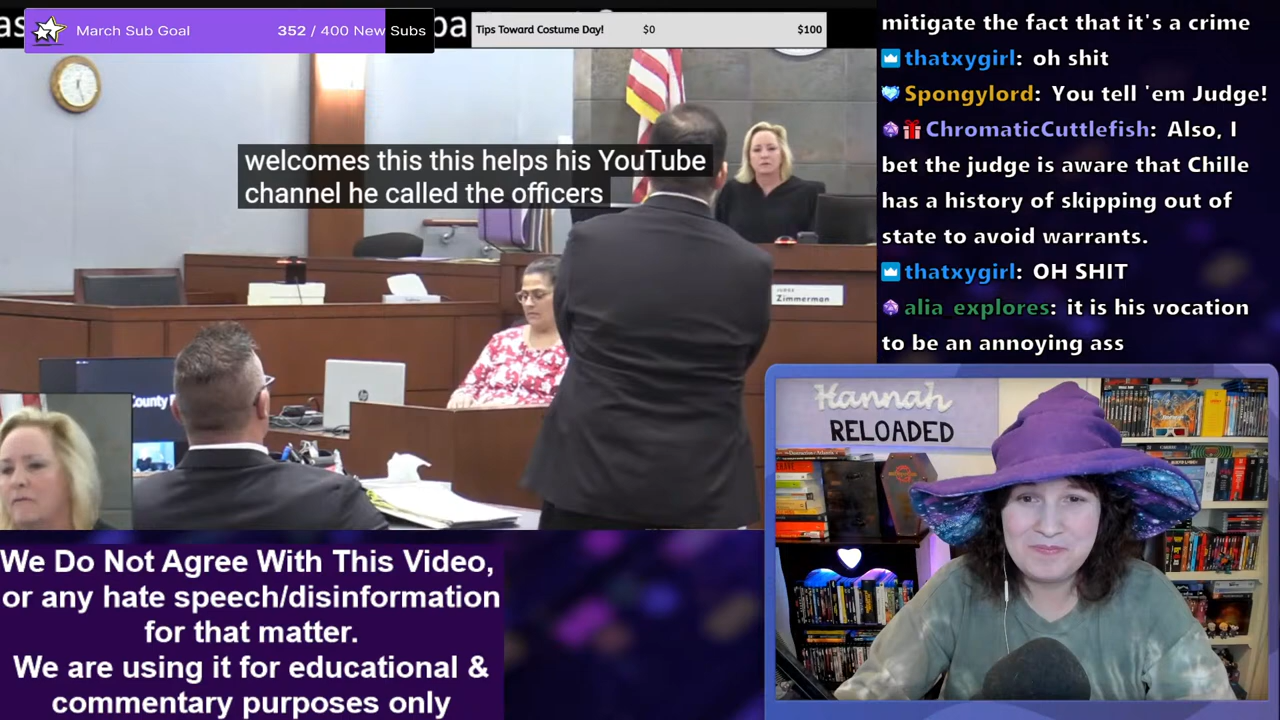 March Sub Goal
352 / 400 New Subs
Tips Toward Costume Day!
$0
$100
welcomes this this helps his YouTube
channel he called the officers
Zimmerman
County
mitigate the fact that it's a crime
thatxygirl: oh shit
Spongylord: You tell 'em Judge!
ChromaticCuttlefish: Also, I
bet the judge is aware that Chille
has a history of skipping out of
state to avoid warrants.
thatxygirl: OH SHIT
alia_explores: it is his vocation
to be an annoying ass
Hannah
RELOADED
We Do Not Agree With This Video,
or any hate speech/disinformation
for that matter.
We are using it for educational &
commentary purposes only